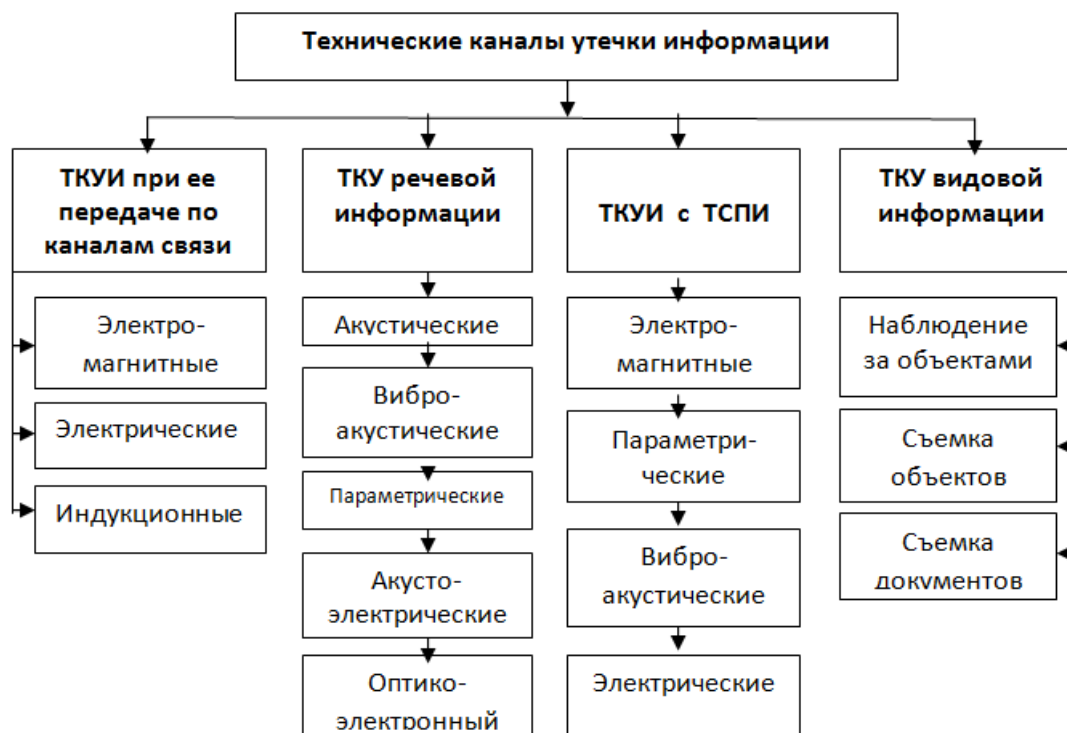 Технические каналы утечки информации
ТКУИ при ее
передаче по
каналам связи
Электро-
магнитные
Электрические
Индукционные
ТКУ речевой
информации
Акустические
Вибро-
акустические
Параметрические
Акусто-
электрические
Оптико-
электронный
ТКУИ с ТСПИ
Электро-
магнитные
Параметри-
ческие
Вибро-
акустические
Электрические
ТКУ видовой
информации
Наблюдение
за объектами
Съемка
объектов
Съемка
документов